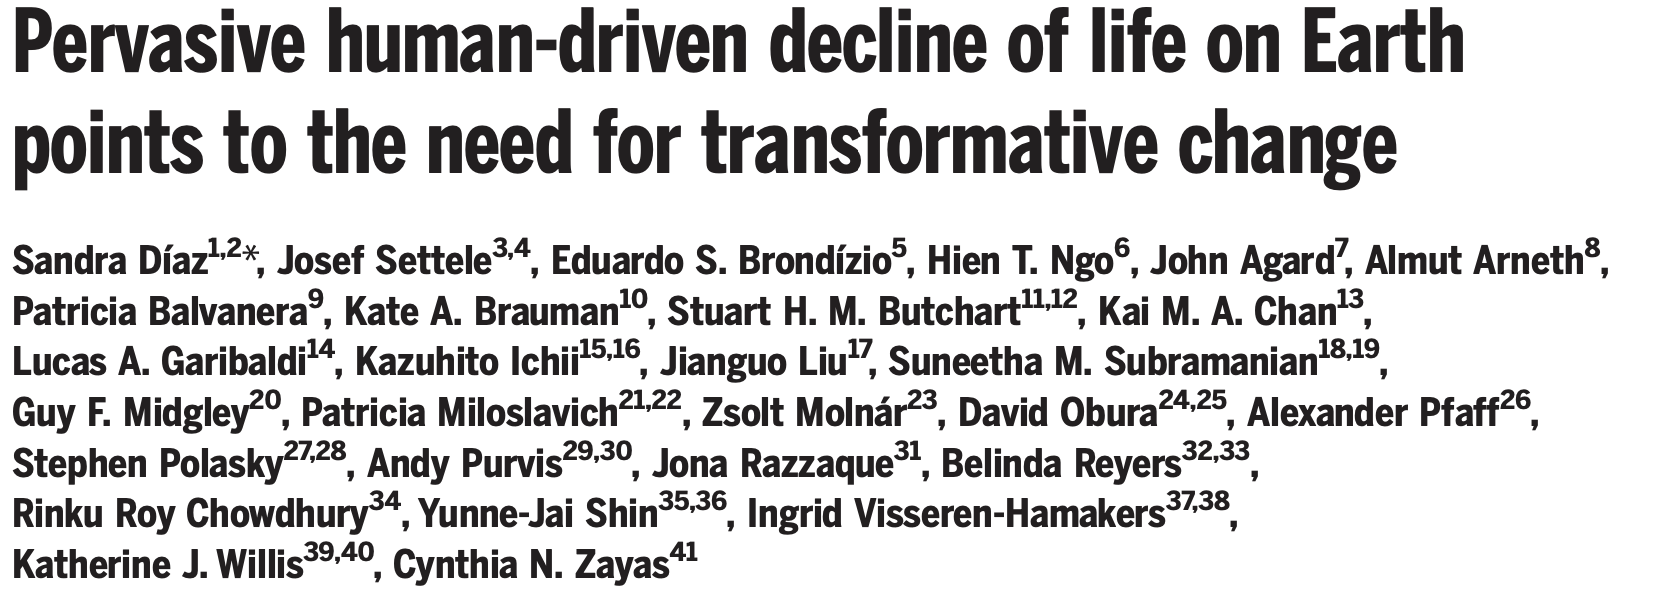 Pervasive human-driven decline of life on Earth
points to the need for transformative change
Sandra Díaz1,2*, Josef Settele3,4, Eduardo S. Brondízio5, Hien T. Ngo6, John Agard7, Almut Arneth8,
Patricia Balvanera9, Kate A. Brauman10, Stuart H. M. Butchart11,12, Kai M. A. Chan13,
Lucas A. Garibaldi14, Kazuhito Ichii15,16, Jianguo Liu17, Suneetha M. Subramanian18,19,
Guy F. Midgley20, Patricia Miloslavich21,22, Zsolt Molnár23, David Obura24,25, Alexander Pfaff26,
Stephen Polasky27,28, Andy Purvis29,30, Jona Razzaque31, Belinda Reyers32,33,
Rinku Roy Chowdhury34, Yunne-Jai Shin35,36, Ingrid Visseren-Hamakers37,38,
Katherine J. Willis39,40, Cynthia N. Zayas41